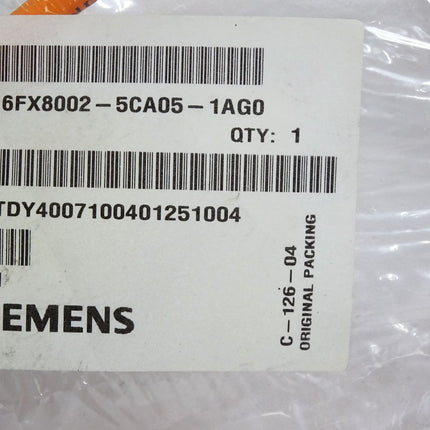 6FX8002-5CA05-1AG0
QTY: 1
TDY4007100401251004
EMENS
C-126-04
ORIGINAL PACKING